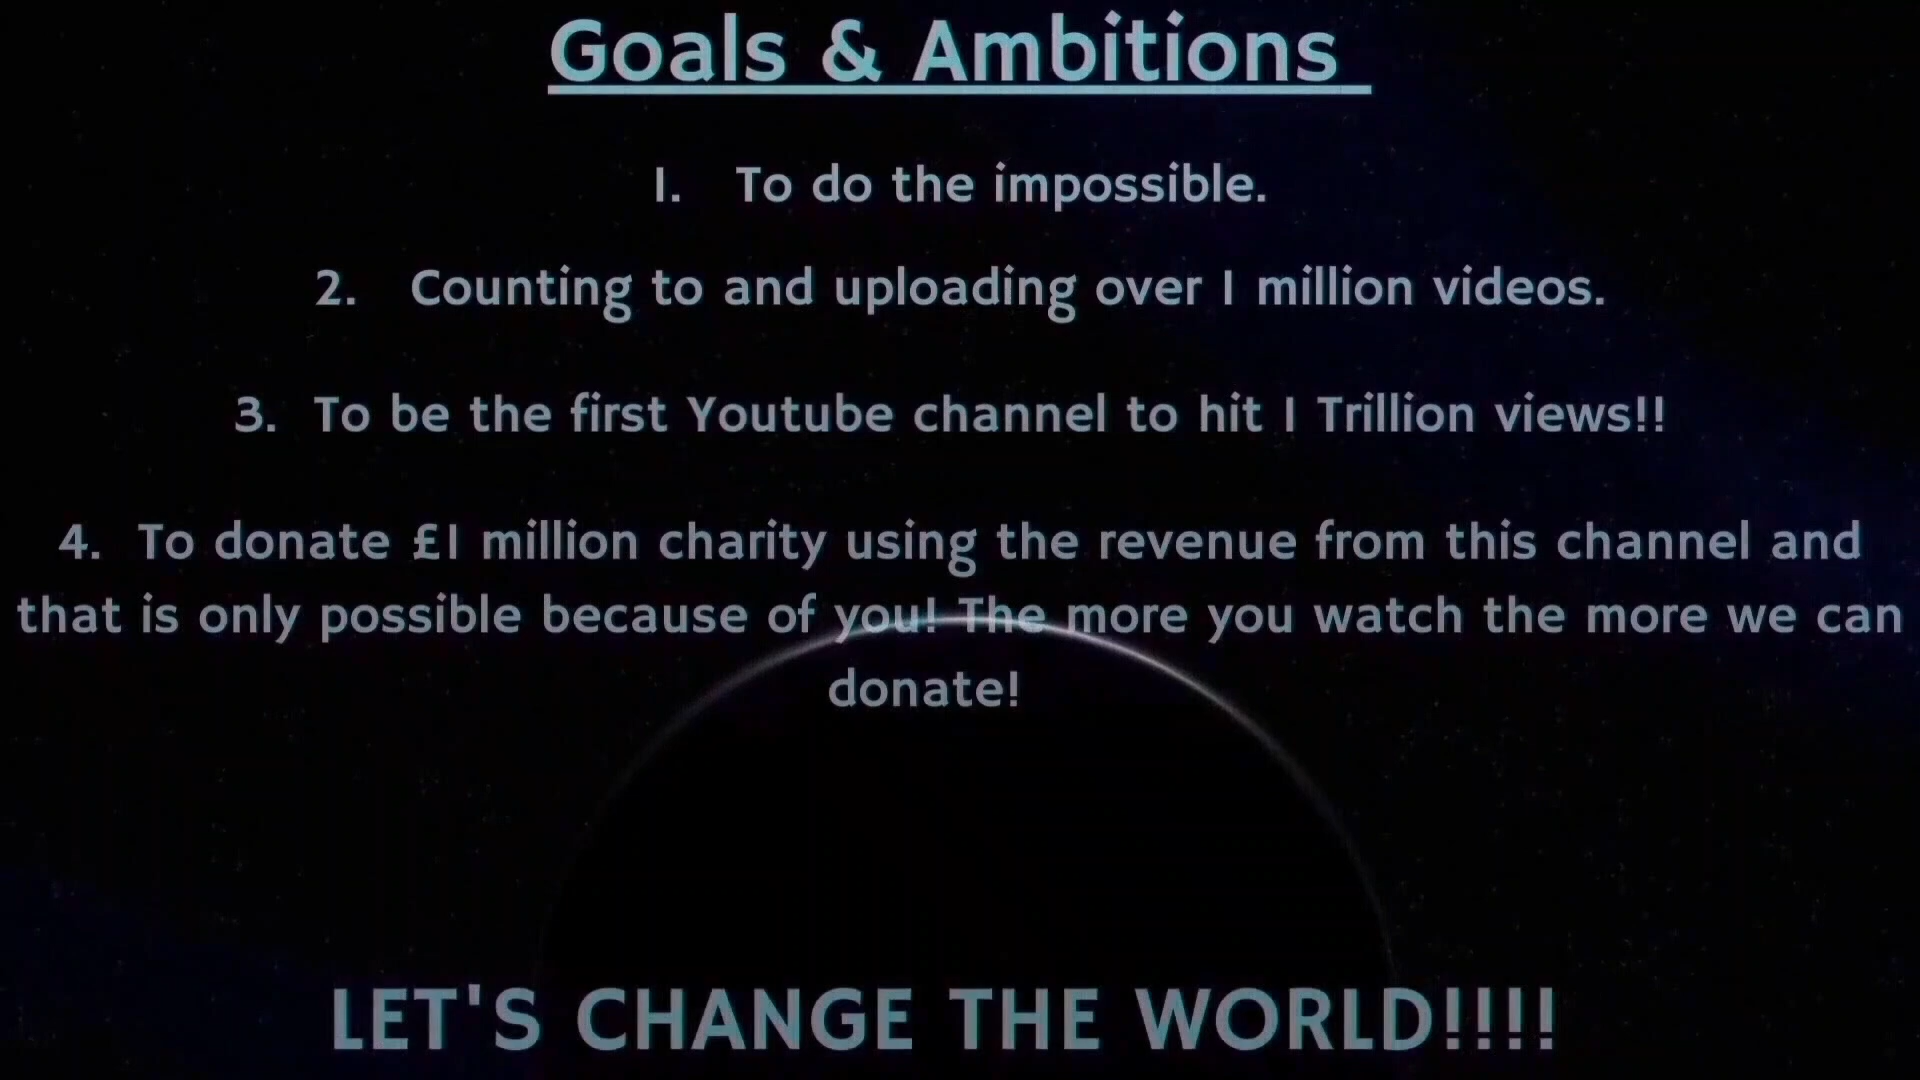 Goals & Ambitions
1. To do the impossible.
2. Counting to and uploading over 1 million videos.
3. To be the first Youtube channel to hit 1 Trillion views!!
4. To donate £1 million charity using the revenue from this channel and
that is only possible because of you! The more you watch the more we can
donate!
LET'S CHANGE THE WORLD!!!!